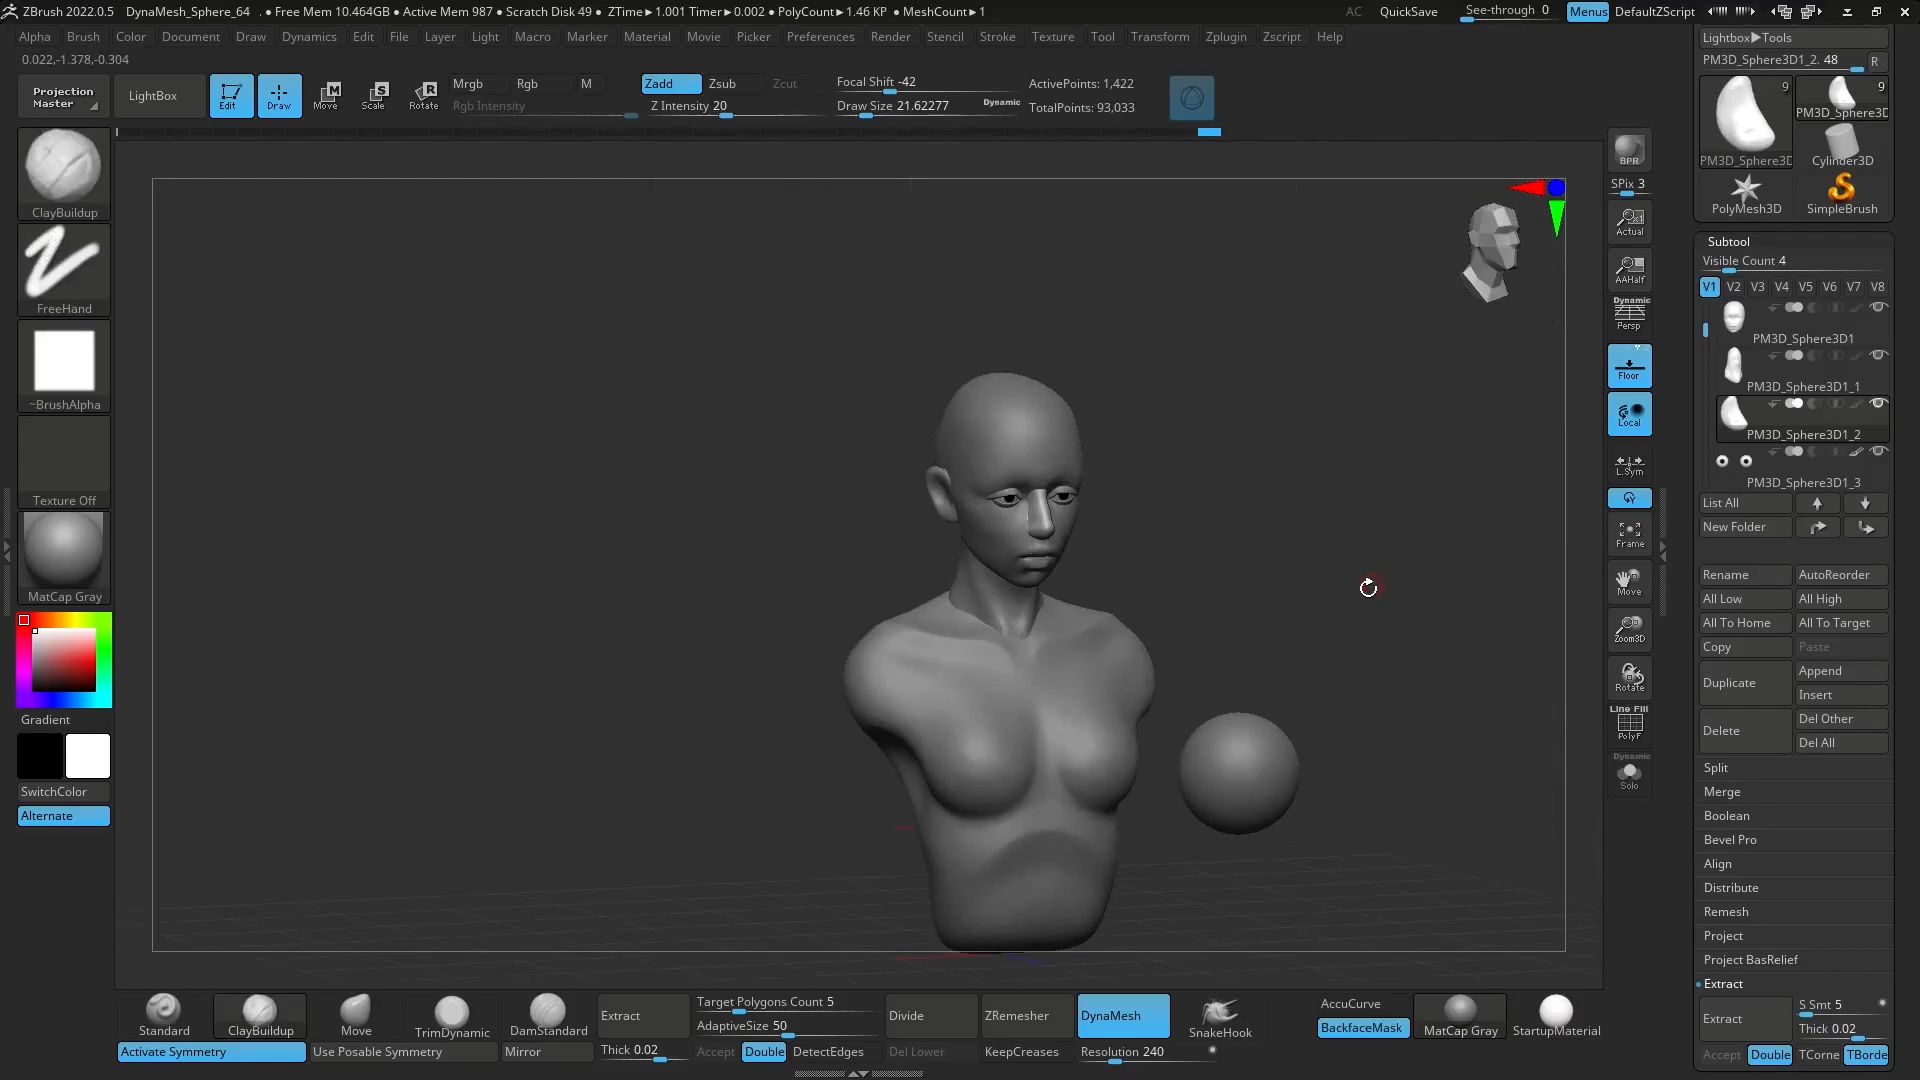 ZBrush 2022.0.5 DynaMesh_Sphere_64 . • Free Mem 10.464GB • Active Mem 987 • Scratch Disk 49 • ZTime►1.001 Timer►0.002 • PolyCount►1.46 KP • MeshCount►1 AC QuickSave See-through 0 Menus DefaultZScript
Alpha Brush Color Document Draw Dynamics Edit File Layer Light Macro Marker Material Movie Picker Preferences Render Stencil Stroke Texture Tool Transform Zplugin Zscript Help
0.022,-1.378,-0.304
Projection Master
LightBox
Edit
Draw
Move
Scale
Rotate
Mrgb Rgb M
Rgb Intensity
Zadd Zsub Zcut
Z Intensity 20
Focal Shift -42
Draw Size 21.62277
Dynamic
ActivePoints: 1,422
TotalPoints: 93,033
ClayBuildup
FreeHand
~BrushAlpha
Texture Off
MatCap Gray
Gradient
SwitchColor
Alternate
BPR
SPix 3
Actual
AAHalf
Dynamic
Persp
Floor
Local
L.Sym
Frame
Move
Zoom3D
Rotate
Line Fill
PolyF
Dynamic
Solo
Lightbox►Tools
PM3D_Sphere3D1_2. 48 R
9
PM3D_Sphere3D
9
PM3D_Sphere3D
Cylinder3D
PolyMesh3D
SimpleBrush
Subtool
Visible Count 4
V1 V2 V3 V4 V5 V6 V7 V8
PM3D_Sphere3D1
PM3D_Sphere3D1_1
PM3D_Sphere3D1_2
PM3D_Sphere3D1_3
List All
New Folder
Rename AutoReorder
All Low All High
All To Home All To Target
Copy Paste
Duplicate Append
Insert
Delete Del Other
Del All
Split
Merge
Boolean
Bevel Pro
Align
Distribute
Remesh
Project
Project BasRelief
Extract
Extract
S Smt 5
Thick 0.02
Accept Double TCorne TBorde
Standard
ClayBuildup
Move
TrimDynamic
DamStandard
Extract
Target Polygons Count 5
AdaptiveSize 50
Divide
ZRemesher
DynaMesh
SnakeHook
AccuCurve
BackfaceMask
MatCap Gray
StartupMaterial
Activate Symmetry
Use Posable Symmetry
Mirror
Thick 0.02
Accept
Double
DetectEdges
Del Lower
KeepCreases
Resolution 240